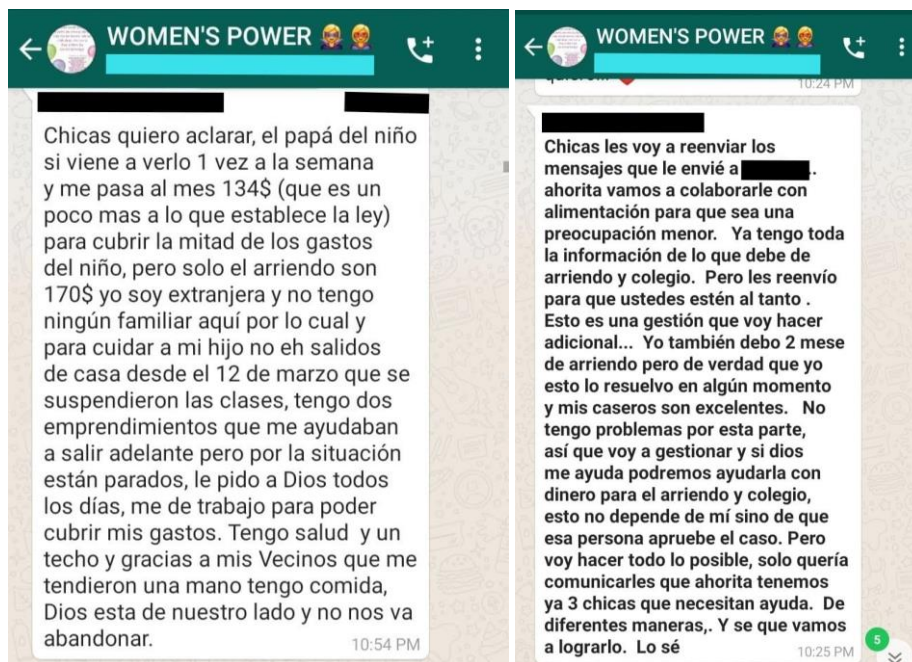 WOMEN'S POWER
Chicas quiero aclarar, el papá del niño
si viene a verlo 1 vez a la semana
y me pasa al mes 134$ (que es un
poco mas a lo que establece la ley)
para cubrir la mitad de los gastos
del niño, pero solo el arriendo son
170$ yo soy extranjera y no tengo
ningún familiar aquí por lo cual y
para cuidar a mi hijo no eh salidos
de casa desde el 12 de marzo que se
suspendieron las clases, tengo dos
emprendimientos que me ayudaban
a salir adelante pero por la situación
están parados, le pido a Dios todos
los días, me de trabajo para poder
cubrir mis gastos. Tengo salud y un
techo y gracias a mis Vecinos que me
tendieron una mano tengo comida,
Dios esta de nuestro lado y no nos va
abandonar.
10:54 PM
WOMEN'S POWER
10:24 PM
Chicas les voy a reenviar los
mensajes que le envié a ..
ahorita vamos a colaborarle con
alimentación para que sea una
preocupación menor. Ya tengo toda
la información de lo que debe de
arriendo y colegio. Pero les reenvío
para que ustedes estén al tanto .
Esto es una gestión que voy hacer
adicional... Yo también debo 2 mese
de arriendo pero de verdad que yo
esto lo resuelvo en algún momento
y mis caseros son excelentes. No
tengo problemas por esta parte,
así que voy a gestionar y si dios
me ayuda podremos ayudarla con
dinero para el arriendo y colegio,
esto no depende de mí sino de que
esa persona apruebe el caso. Pero
voy hacer todo lo posible, solo quería
comunicarles que ahorita tenemos
ya 3 chicas que necesitan ayuda. De
diferentes maneras,. Y se que vamos
a lograrlo. Lo sé
10:25 PM
5